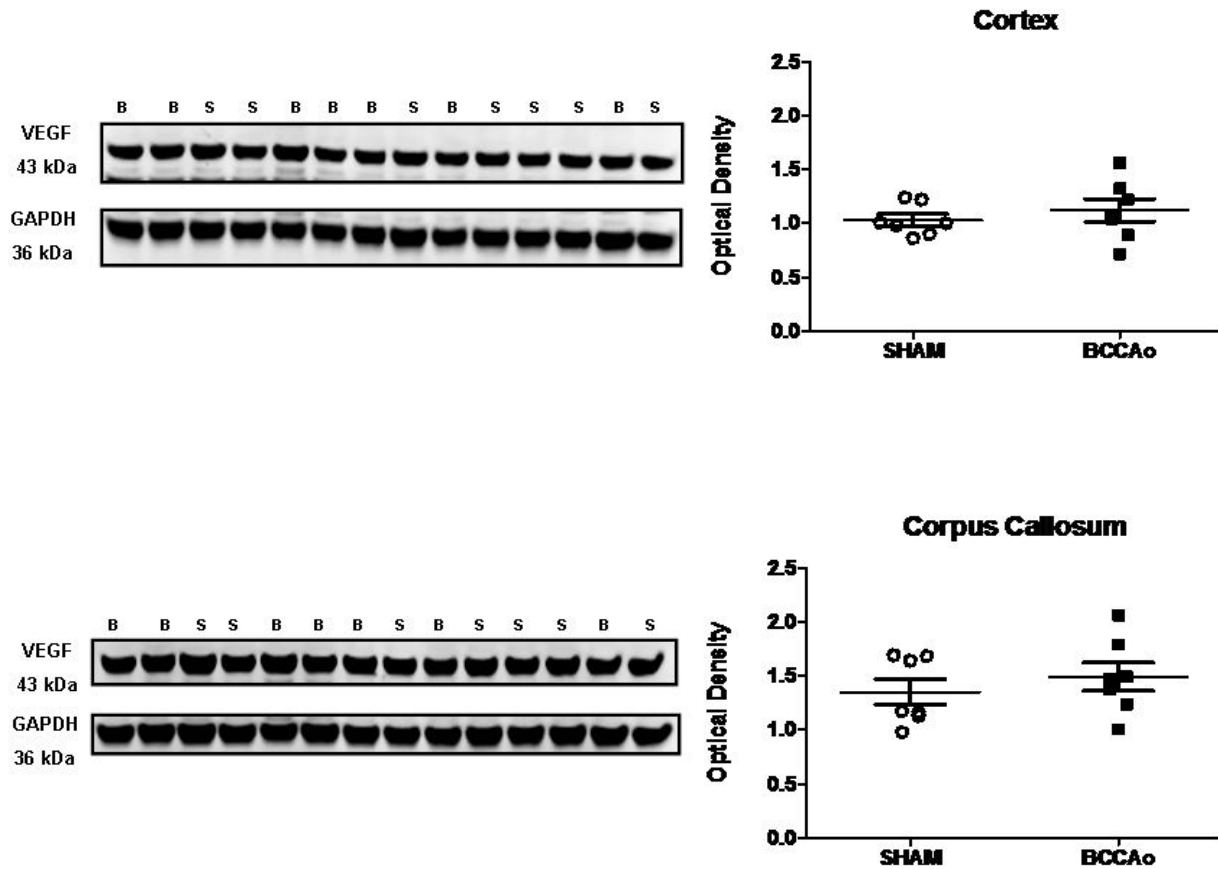 Cortex
B B S S B B B S B S S S B S
VEGF
43 kDa
GAPDH
36 kDa
Optical Density
2.5
2.0
1.5
1.0
0.5
0.0
SHAM BCCAo
Corpus Callosum
B B S S B B B S B S S S B S
VEGF
43 kDa
GAPDH
36 kDa
Optical Density
2.5
2.0
1.5
1.0
0.5
0.0
SHAM BCCAo